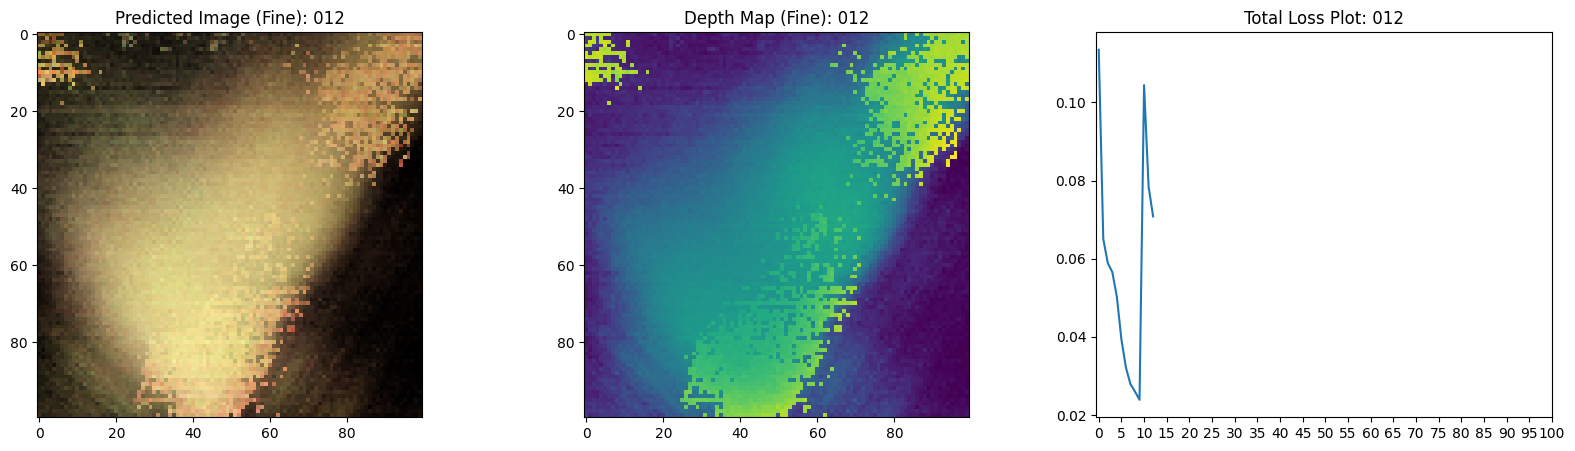 Predicted Image (Fine): 012
0
20
40
60
80
0 20 40 60 80
Depth Map (Fine): 012
0
20
40
60
80
0 20 40 60 80
Total Loss Plot: 012
0.10
0.08
0.06
0.04
0.02
0 5 10 15 20 25 30 35 40 45 50 55 60 65 70 75 80 85 90 95 100